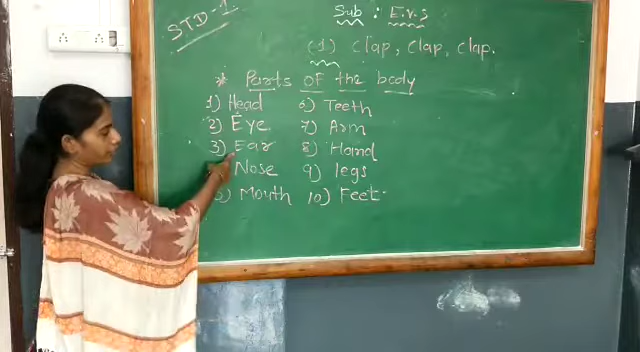 STD-1
Sub : E.V.S
(1) Clap, Clap, Clap.
* Parts of the body
1) Head 6) Teeth
2) Eye 7) Arm
3) Ear 8) Hand
Nose 9) legs
5) Mouth 10) Feet.